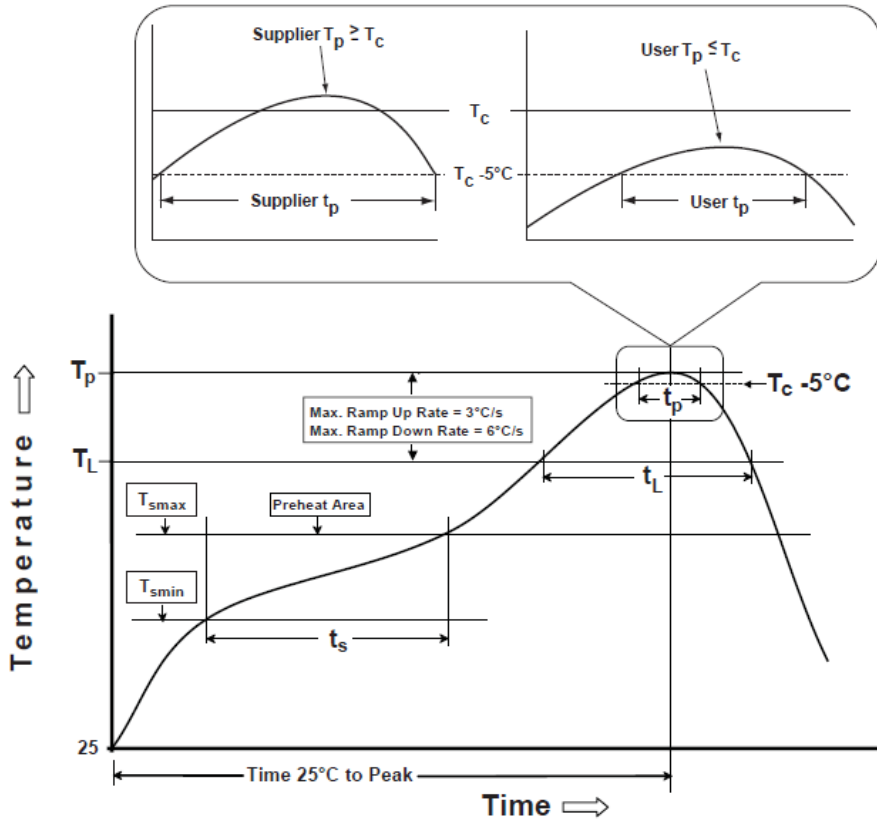 Supplier Tp ≥ Tc
User Tp ≤ Tc
Tc
Tc -5°C
Supplier tp
User tp
Tp
Tc -5°C
tp
Max. Ramp Up Rate = 3°C/s
Max. Ramp Down Rate = 6°C/s
TL
tL
Tsmax
Preheat Area
Tsmin
ts
Temperature
25
Time 25°C to Peak
Time